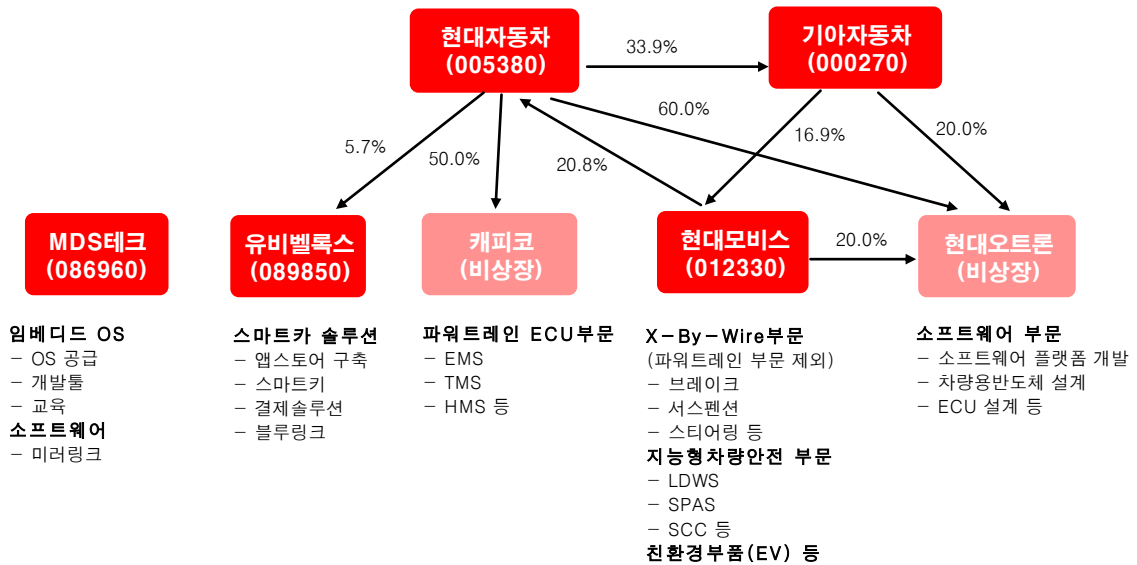 현대자동차
(005380)
33.9%
기아자동차
(000270)
5.7%
50.0%
20.8%
60.0%
16.9%
20.0%
MDS테크
(086960)
유비벨록스
(089850)
캐피코
(비상장)
현대모비스
(012330)
20.0%
현대오트론
(비상장)
임베디드 OS
- OS 공급
- 개발툴
- 교육
소프트웨어
- 미러링크
스마트카 솔루션
- 앱스토어 구축
- 스마트키
- 결제솔루션
- 블루링크
파워트레인 ECU부문
- EMS
- TMS
- HMS 등
X-By-Wire부문
(파워트레인 부문 제외)
- 브레이크
- 서스펜션
- 스티어링 등
지능형차량안전 부문
- LDWS
- SPAS
- SCC 등
친환경부품(EV) 등
소프트웨어 부문
- 소프트웨어 플랫폼 개발
- 차량용반도체 설계
- ECU 설계 등